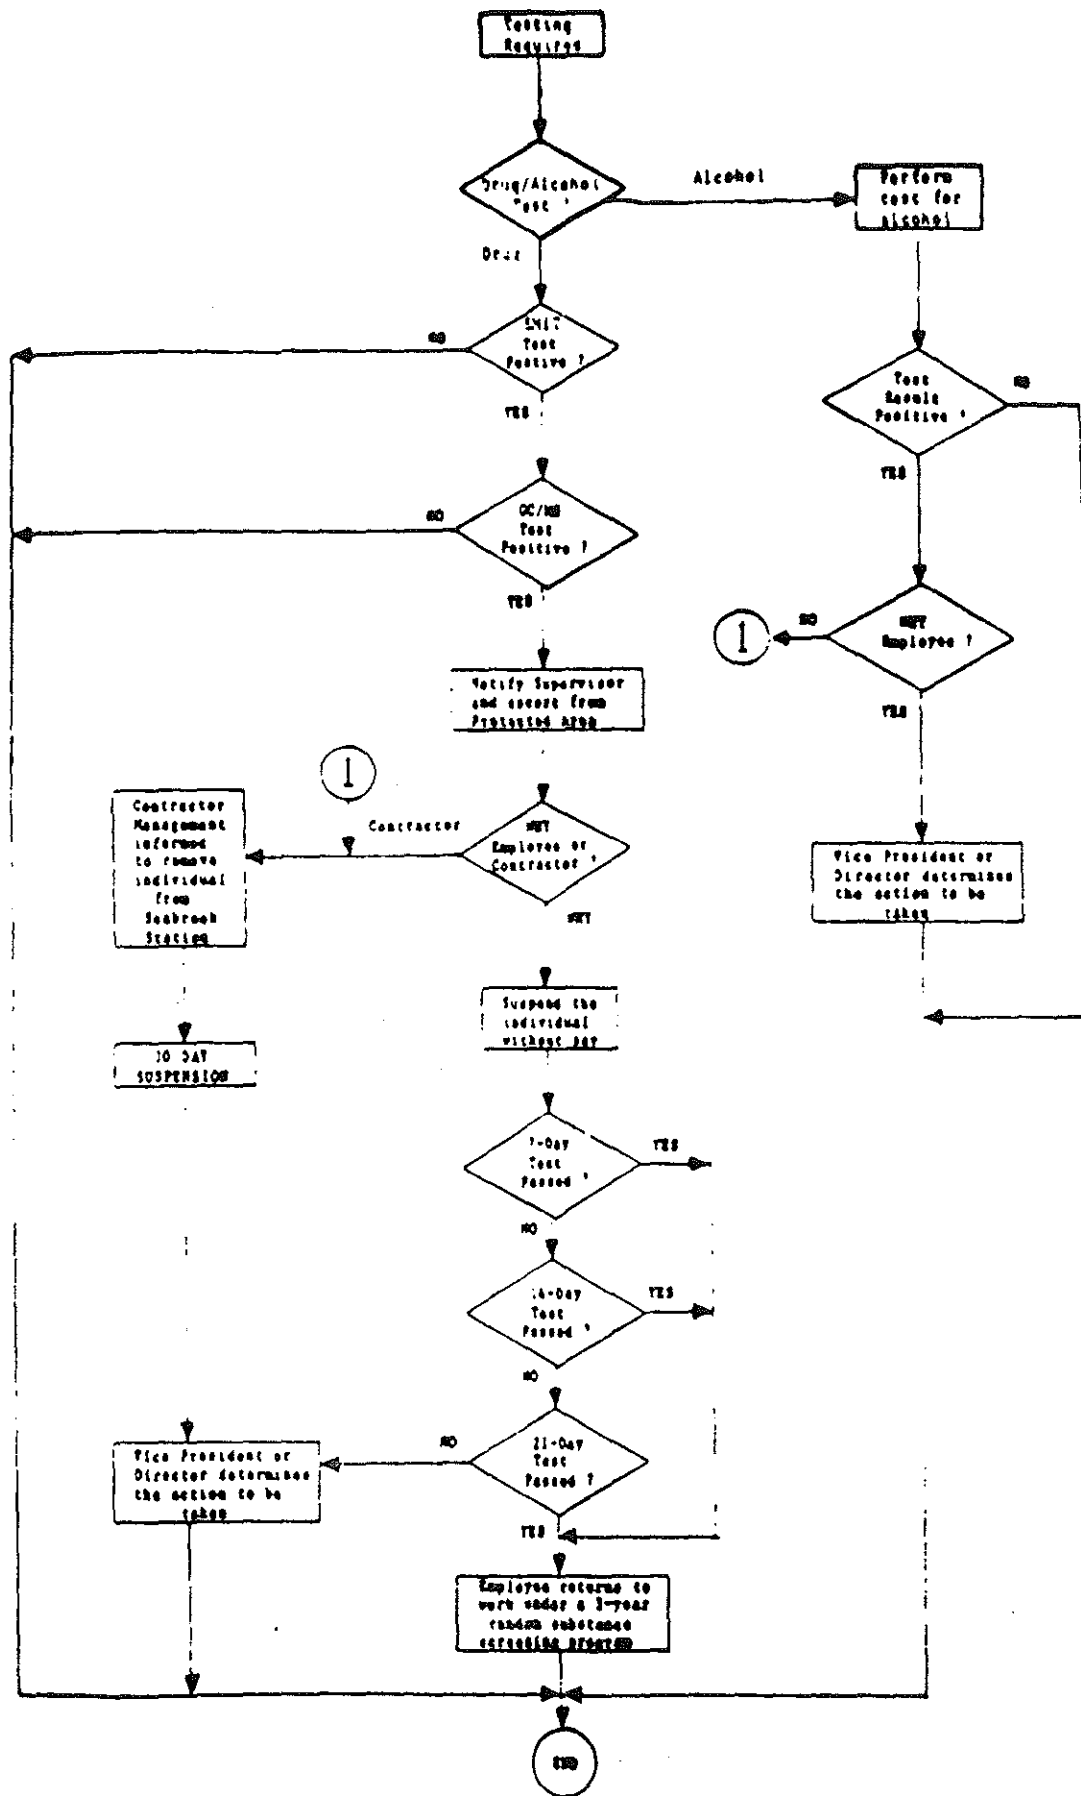 Testing
Required
Drug/Alcohol
Test ?
Alcohol
Perform
test for
alcohol
Drug
EMIT
Test
Postive ?
NO
YES
Test
Result
Positive ?
NO
YES
GC/MS
Test
Positive ?
NO
YES
NHY
Employee ?
NO
1
YES
Notify Supervisor
and escort from
Protected Area
1
Contractor
Management
informed
to remove
individual
from
Seabrook
Station
Contractor
NHY
Employee or
Contractor ?
NHY
Vice President or
Director determines
the action to be
taken
Suspend the
individual
without pay
30 DAY
SUSPENSION
7-Day
Test
Passed ?
YES
NO
14-Day
Test
Passed ?
YES
NO
21-Day
Test
Passed ?
NO
YES
Vice President or
Director determines
the action to be
taken
Employee returns to
work under a 3-year
random substance
screening program
END